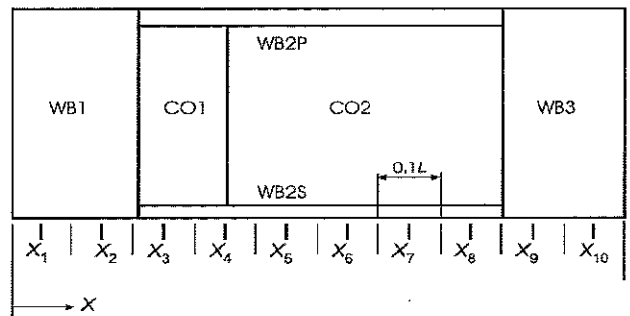 WB2P
WB1 CO1 CO2 WB3
0.1L
WB2S
X1 X2 X3 X4 X5 X6 X7 X8 X9 X10
X